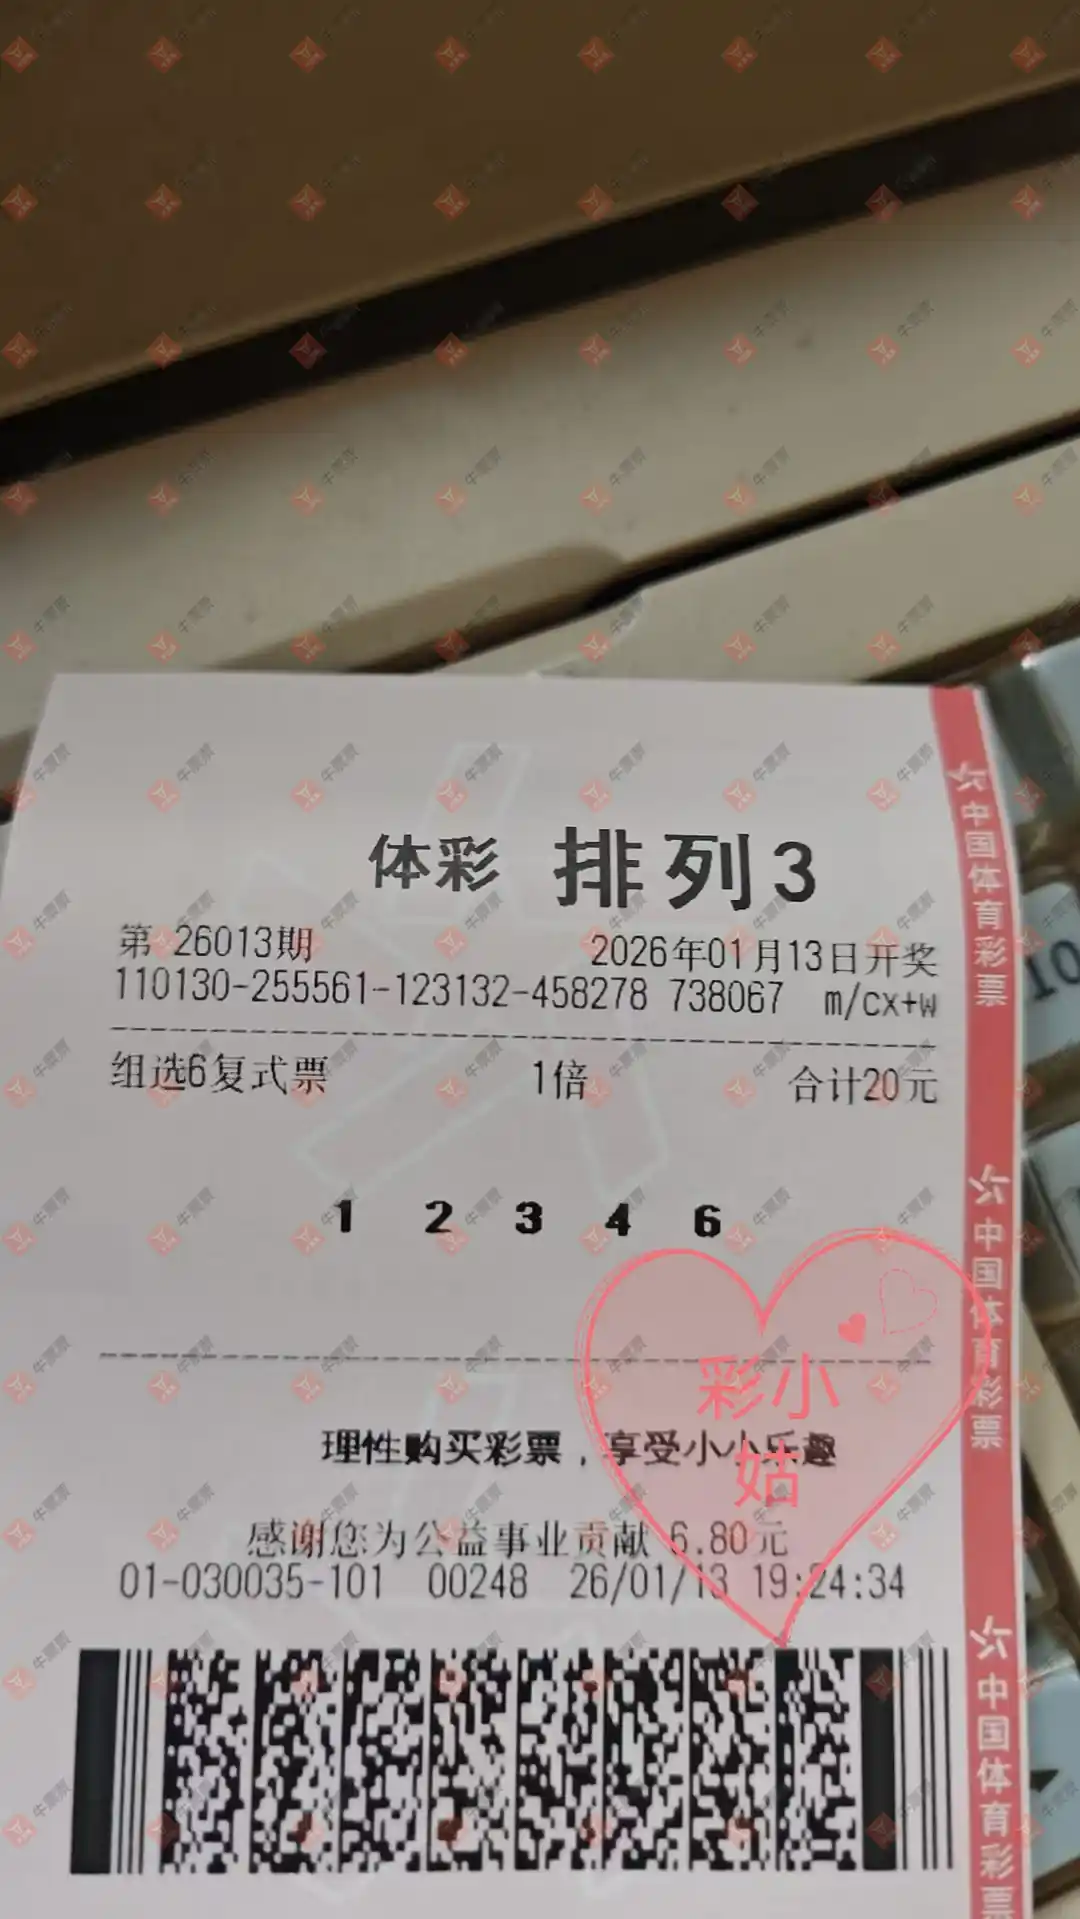 体彩 排列3
第 26013期 2026年01月13日开奖
110130-255561-123132-458278 738067 m/cx+w
组选6复式票 1倍 合计20元
1 2 3 4 6
彩小
姑
理性购买彩票，享受小小乐趣
感谢您为公益事业贡献 6.80元
01-030035-101 00248 26/01/13 19:24:34
中国体育彩票
中国体育彩票
中国体育彩票
牛票票